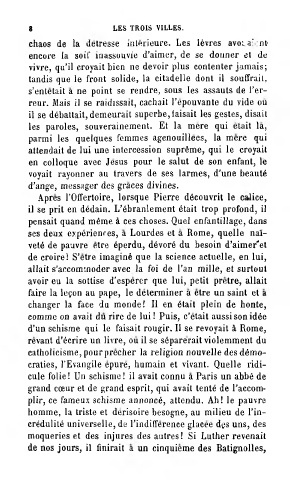 8 LES TROIS VILLES.
chaos de la détresse intérieure. Les lèvres avouaient
encore la soif inassouvie d'aimer, de se donner et de
vivre, qu'il croyait bien ne devoir plus contenter jamais;
tandis que le front solide, la citadelle dont il souffrait,
s'entêtait à ne point se rendre, sous les assauts de l'er-
reur. Mais il se raidissait, cachait l'épouvante du vide où
il se débattait, demeurait superbe, faisait les gestes, disait
les paroles, souverainement. Et la mère qui était là,
parmi les quelques femmes agenouillées, la mère qui
attendait de lui une intercession suprême, qui le croyait
en colloque avec Jésus pour le salut de son enfant, le
voyait rayonner au travers de ses larmes, d'une beauté
d'ange, messager des grâces divines.
Après l'Offertoire, lorsque Pierre découvrit le calice,
il se prit en dédain. L'ébranlement était trop profond, il
pensait quand même à ces choses. Quel enfantillage, dans
ses deux expériences, à Lourdes et à Rome, quelle naï-
veté de pauvre être éperdu, dévoré du besoin d'aimer et
de croire! S'être imaginé que la science actuelle, en lui,
allait s'accommoder avec la foi de l'an mille, et surtout
avoir eu la sottise d'espérer que lui, petit prêtre, allait
faire la leçon au pape, le déterminer à être un saint et à
changer la face du monde! Il en était plein de honte,
comme on avait dû rire de lui! Puis, c'était aussi son idée
d'un schisme qui le faisait rougir. Il se revoyait à Rome,
rêvant d'écrire un livre, où il se séparerait violemment du
catholicisme, pour prêcher la religion nouvelle des démo-
craties, l'Evangile épuré, humain et vivant. Quelle ridi-
cule folie! Un schisme! il avait connu à Paris un abbé de
grand cœur et de grand esprit, qui avait tenté de l'accom-
plir, ce fameux schisme annoncé, attendu. Ah! le pauvre
homme, la triste et dérisoire besogne, au milieu de l'in-
crédulité universelle, de l'indifférence glacée des uns, des
moqueries et des injures des autres! Si Luther revenait
de nos jours, il finirait à un cinquième des Batignolles,